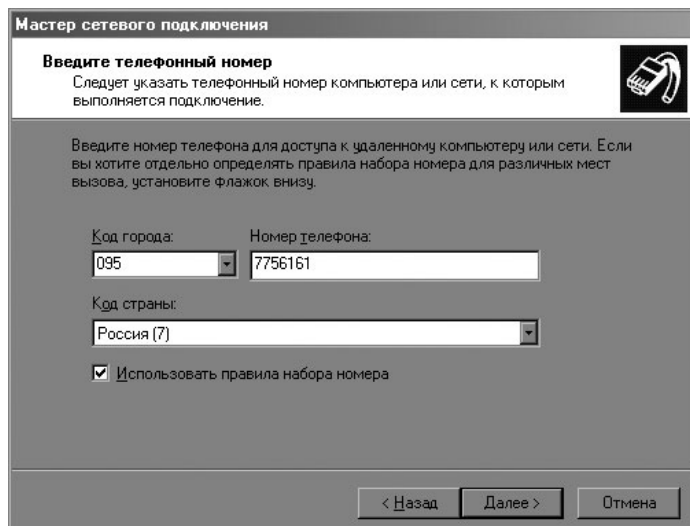 Мастер сетевого подключения
Введите телефонный номер
Следует указать телефонный номер компьютера или сети, к которым
выполняется подключение.
Введите номер телефона для доступа к удаленному компьютеру или сети. Если
вы хотите отдельно определять правила набора номера для различных мест
вызова, установите флажок внизу.
Код города: Номер телефона:
095 7756161
Код страны:
Россия (7)
Использовать правила набора номера
< Назад Далее > Отмена